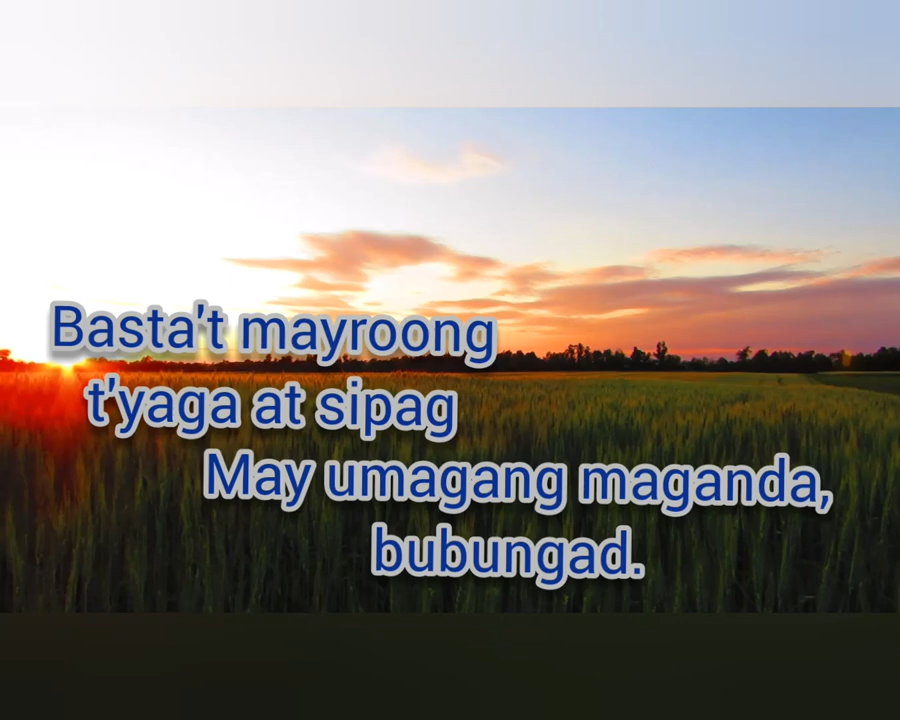 Basta't mayroong
t'yaga at sipag
May umagang maganda,
bubungad.